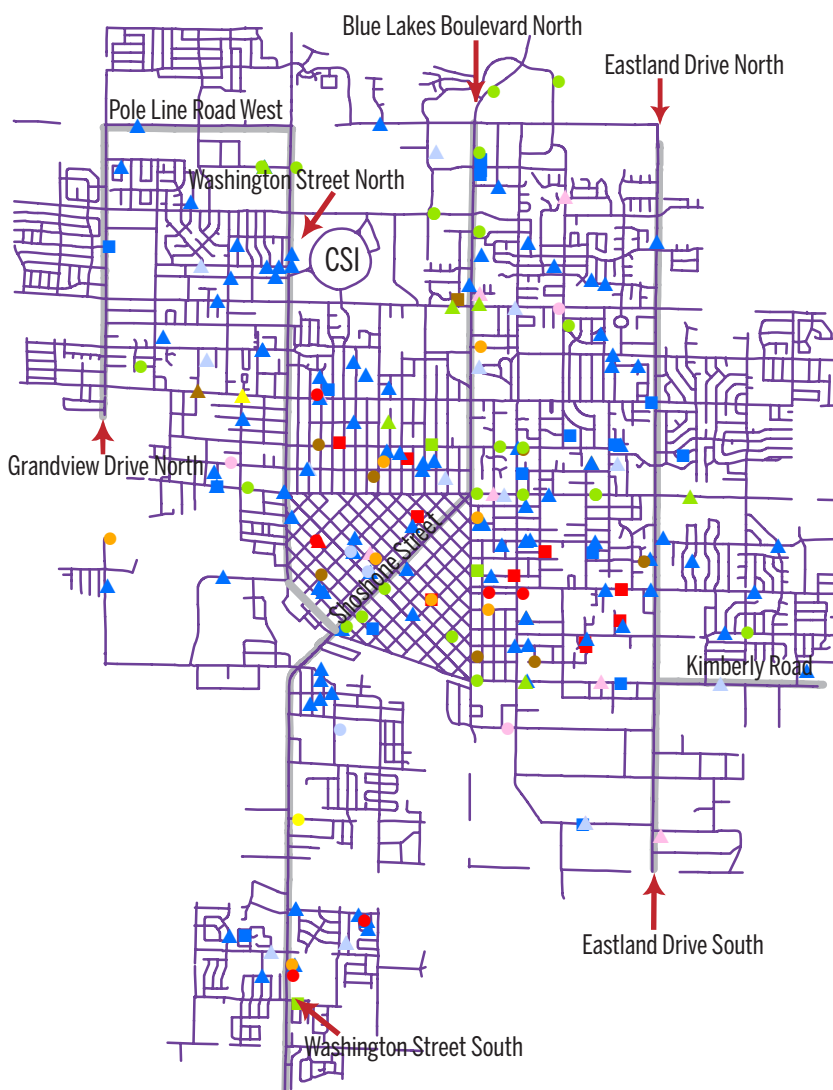 Blue Lakes Boulevard North
Eastland Drive North
Pole Line Road West
Washington Street North
CSI
Grandview Drive North
Shoshone Street
Kimberly Road
Eastland Drive South
Washington Street South